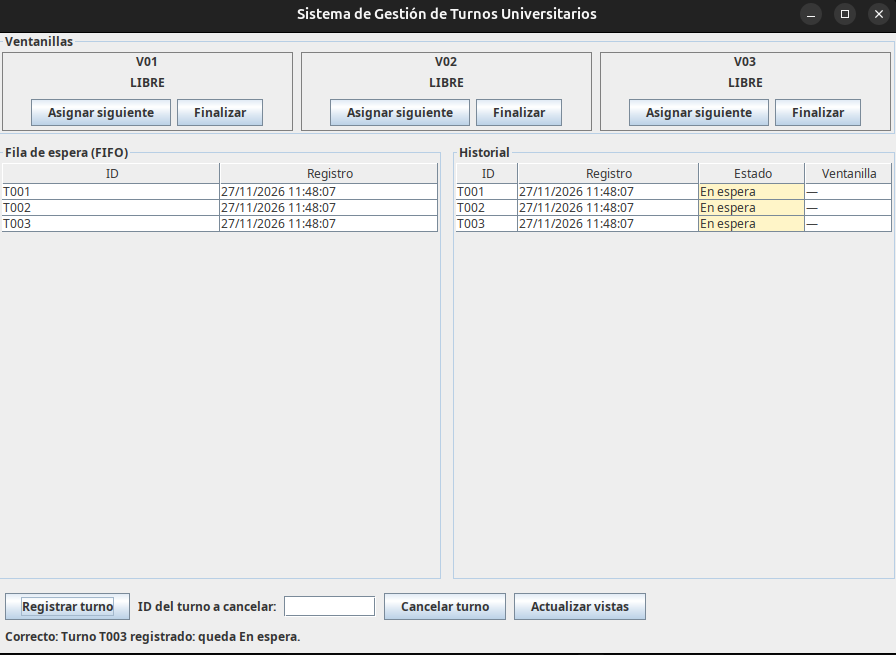 Sistema de Gestión de Turnos Universitarios
Ventanillas
V01 V02 V03
LIBRE LIBRE LIBRE
Asignar siguiente Finalizar Asignar siguiente Finalizar Asignar siguiente Finalizar
Fila de espera (FIFO) Historial
ID Registro ID Registro Estado Ventanilla
T001 27/11/2026 11:48:07 T001 27/11/2026 11:48:07 En espera —
T002 27/11/2026 11:48:07 T002 27/11/2026 11:48:07 En espera —
T003 27/11/2026 11:48:07 T003 27/11/2026 11:48:07 En espera —
Registrar turno ID del turno a cancelar: Cancelar turno Actualizar vistas
Correcto: Turno T003 registrado: queda En espera.